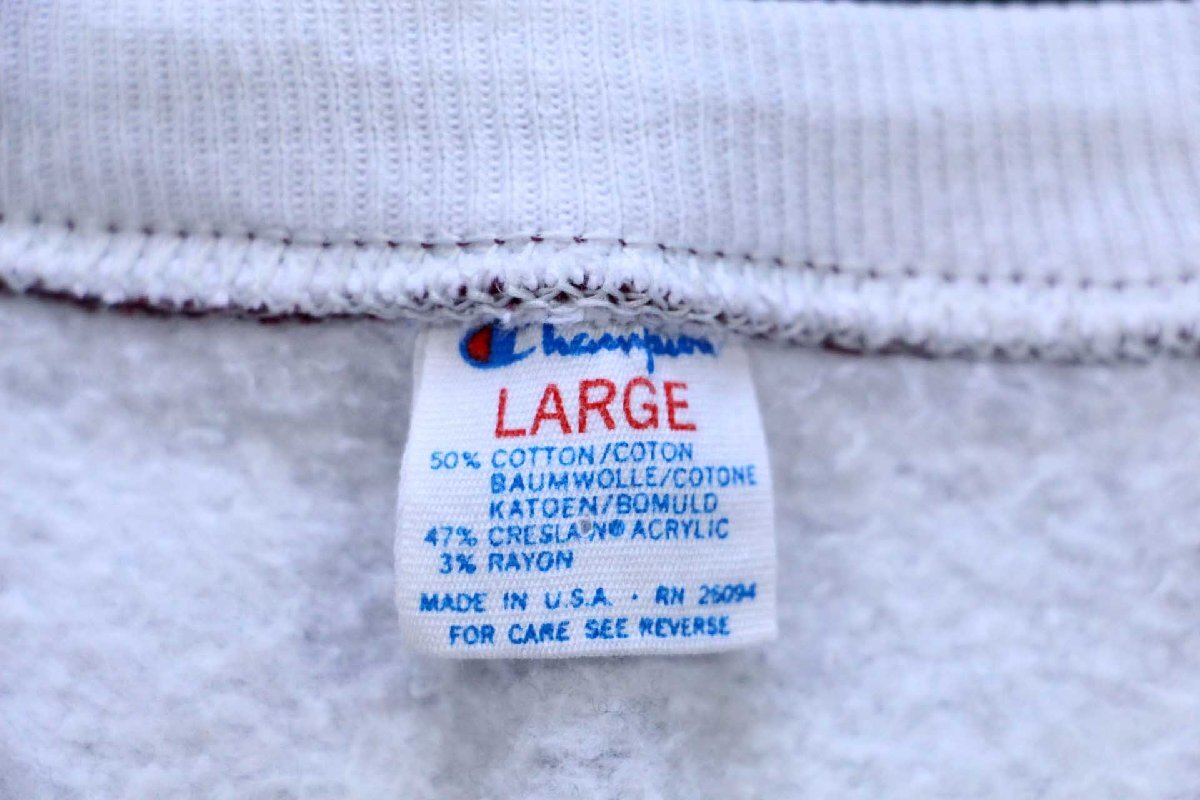 Champion
LARGE
50% COTTON/COTON
BAUMWOLLE/COTONE
KATOEN/BOMULD
47% CRESLAN® ACRYLIC
3% RAYON
MADE IN U.S.A. · RN 26094
FOR CARE SEE REVERSE